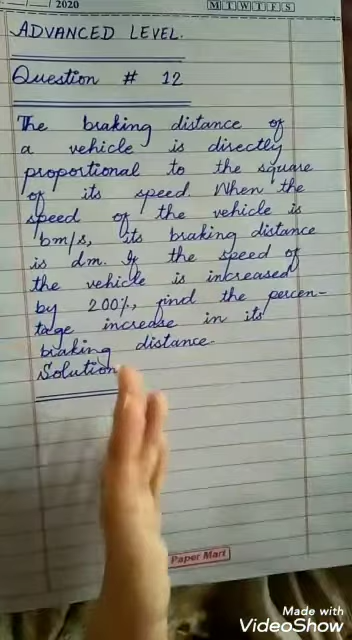 __/__/2020
M T W T F S
ADVANCED LEVEL.
Question # 12
The braking distance of
a vehicle is directly
proportional to the square
of its speed. When the
speed of the vehicle is
bm/s, its braking distance
is dm. If the speed of
the vehicle is increased
by 200%, find the percen-
tage increase in its
braking distance.
Solution
Paper Mart
Made with
VideoShow